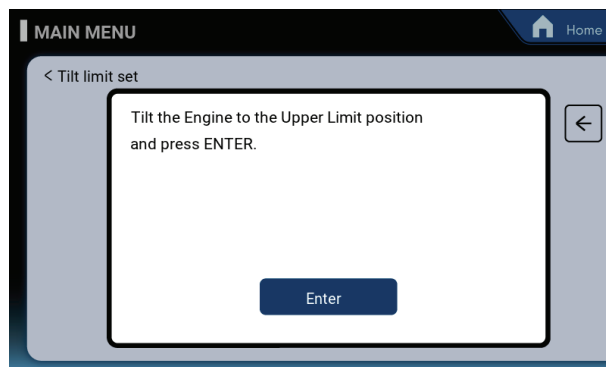 MAIN MENU
Home
< Tilt limit set
Tilt the Engine to the Upper Limit position
and press ENTER.
Enter